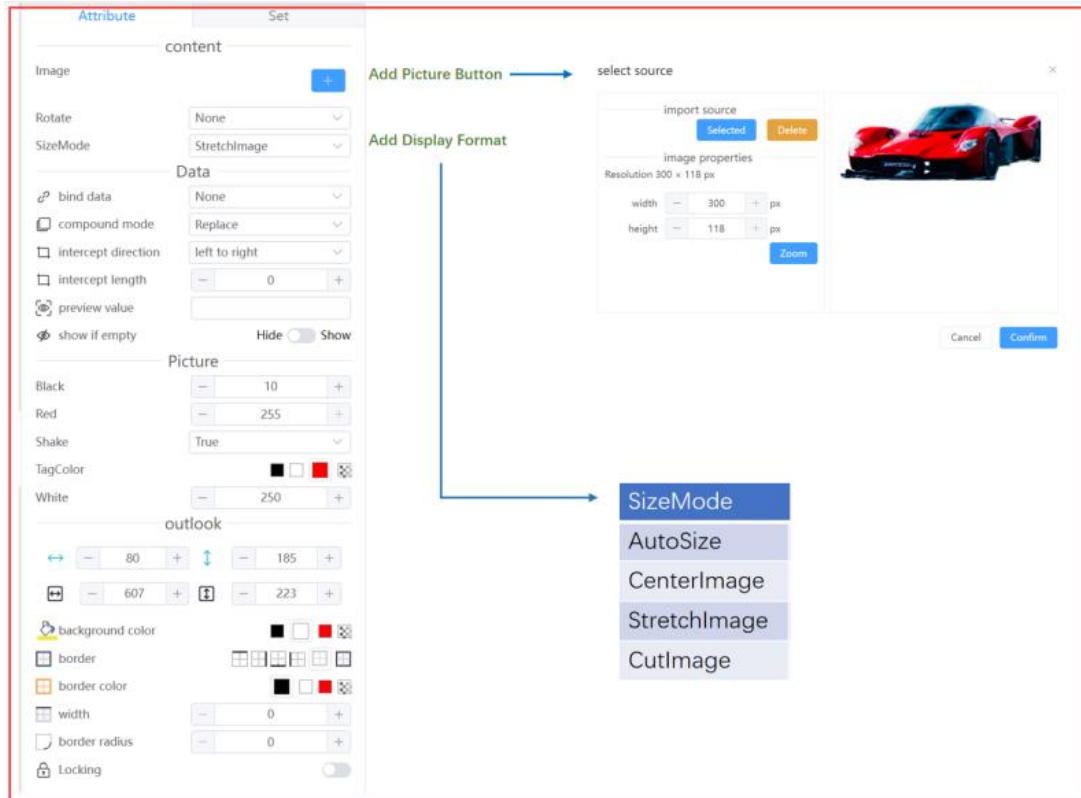 Attribute Set
content
Image +
Rotate None
SizeMode StretchImage
Data
bind data None
compound mode Replace
intercept direction left to right
intercept length − 0 +
preview value
show if empty Hide Show
Picture
Black − 10 +
Red − 255 +
Shake True
TagColor
White − 250 +
outlook
− 80 + − 185 +
− 607 + − 223 +
background color
border
border color
width − 0 +
border radius − 0 +
Locking
Add Picture Button
Add Display Format
select source ×
import source
Selected Delete
image properties
Resolution 300 × 118 px
width − 300 + px
height − 118 + px
Zoom
Cancel Confirm
SizeMode
AutoSize
CenterImage
StretchImage
CutImage